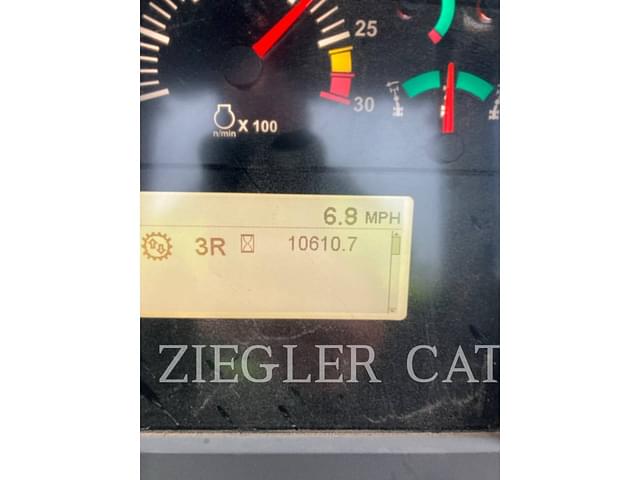 25
30
n/min X 100
6.8 MPH
3R 10610.7
ZIEGLER CAT